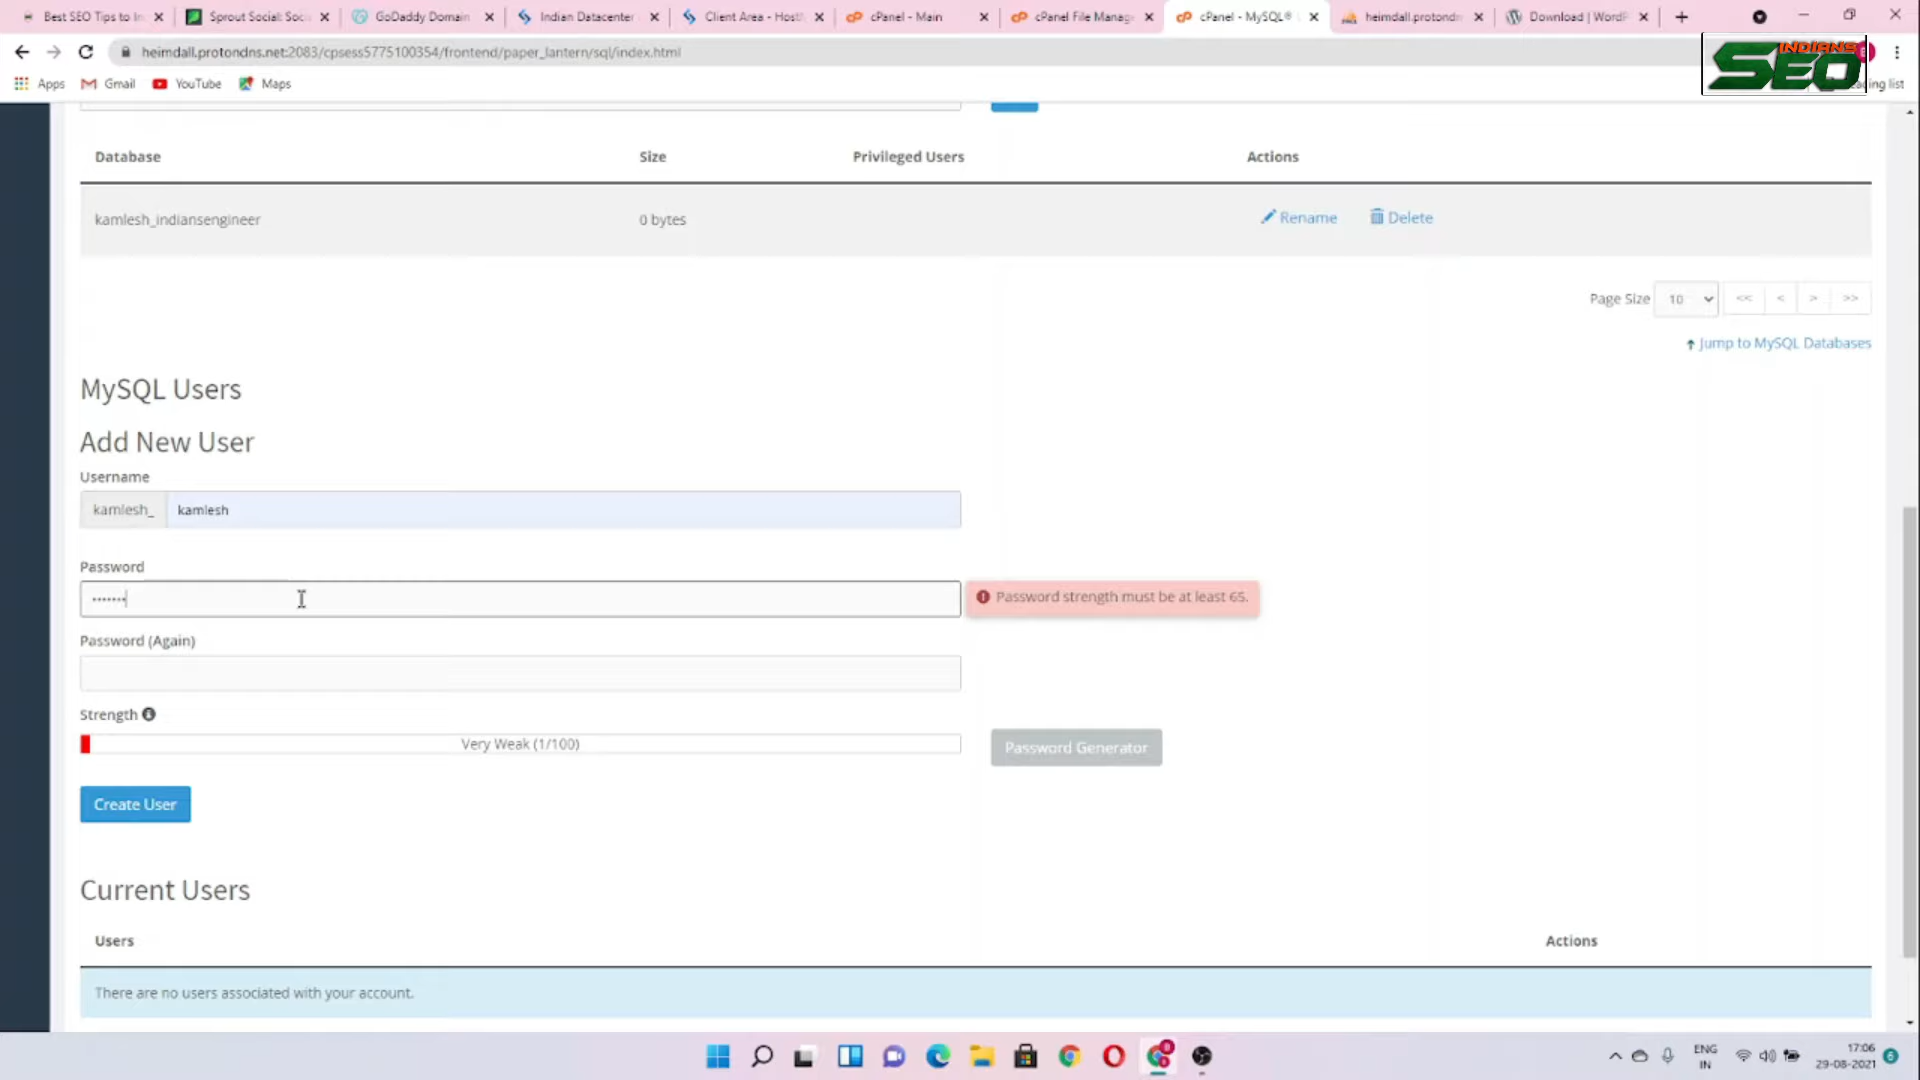 Best SEO Tips to In
Sprout Social: Soci
GoDaddy Domain
Indian Datacenter
Client Area - Host
cPanel - Main
cPanel File Manag
cPanel - MySQL®
heimdall.protondn
Download | WordP
heimdall.protondns.net:2083/cpsess5775100354/frontend/paper_lantern/sql/index.html
INDIANS
SEO
Apps
Gmail
YouTube
Maps
ading list
Database
Size
Privileged Users
Actions
kamlesh_indiansengineer
0 bytes
Rename
Delete
Page Size
10
<<
<
>
>>
Jump to MySQL Databases
MySQL Users
Add New User
Username
kamlesh_
kamlesh
Password
Password strength must be at least 65.
Password (Again)
Strength
Very Weak (1/100)
Password Generator
Create User
Current Users
Users
Actions
There are no users associated with your account.
ENG
IN
17:06
29-08-2021
6